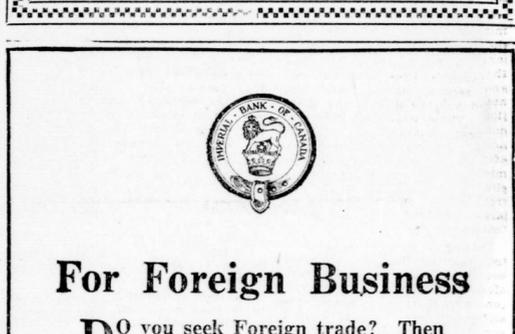 IMPERIAL · BANK · OF · CANADA
For Foreign Business
DO you seek Foreign trade? Then